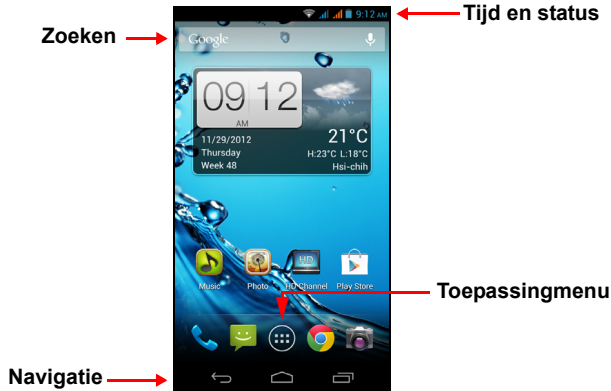 Tijd en status
9:12 AM
Zoeken
Google
09 12
AM
11/29/2012
Thursday
Week 48
21°C
H:23°C L:18°C
Hsi-chih
HD
Music
Photo
HD Channel
Play Store
Toepassingmenu
Navigatie